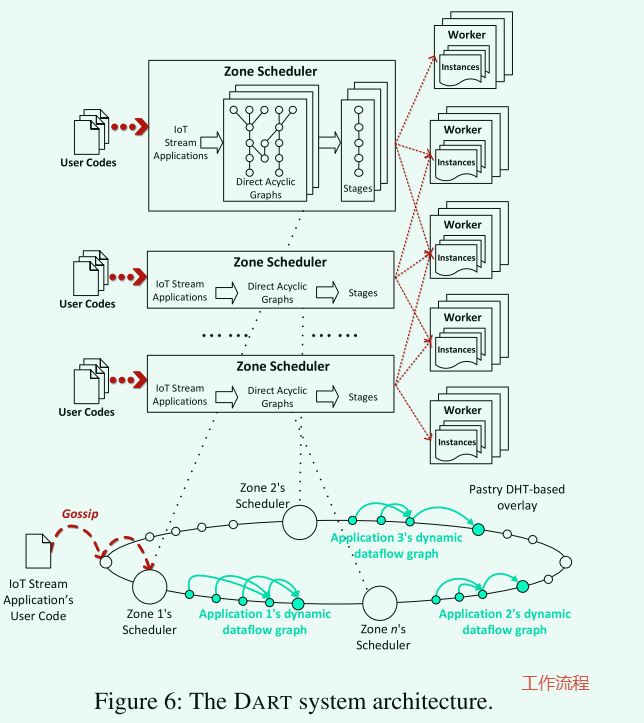 Zone Scheduler
User Codes
IoT
Stream
Applications
Direct Acyclic
Graphs
Stages
Worker
Instances
Worker
Instances
Worker
Instances
Worker
Instances
Worker
Instances
Zone Scheduler
User Codes
IoT Stream
Applications
Direct Acyclic
Graphs
Stages
Zone Scheduler
User Codes
IoT Stream
Applications
Direct Acyclic
Graphs
Stages
Zone 2's
Scheduler
Pastry DHT-based
overlay
Gossip
Application 3's dynamic
dataflow graph
IoT Stream
Application's
User Code
Zone 1's
Scheduler
Application 1's dynamic
dataflow graph
Zone n's
Scheduler
Application 2's dynamic
dataflow graph
工作流程
Figure 6: The DART system architecture.